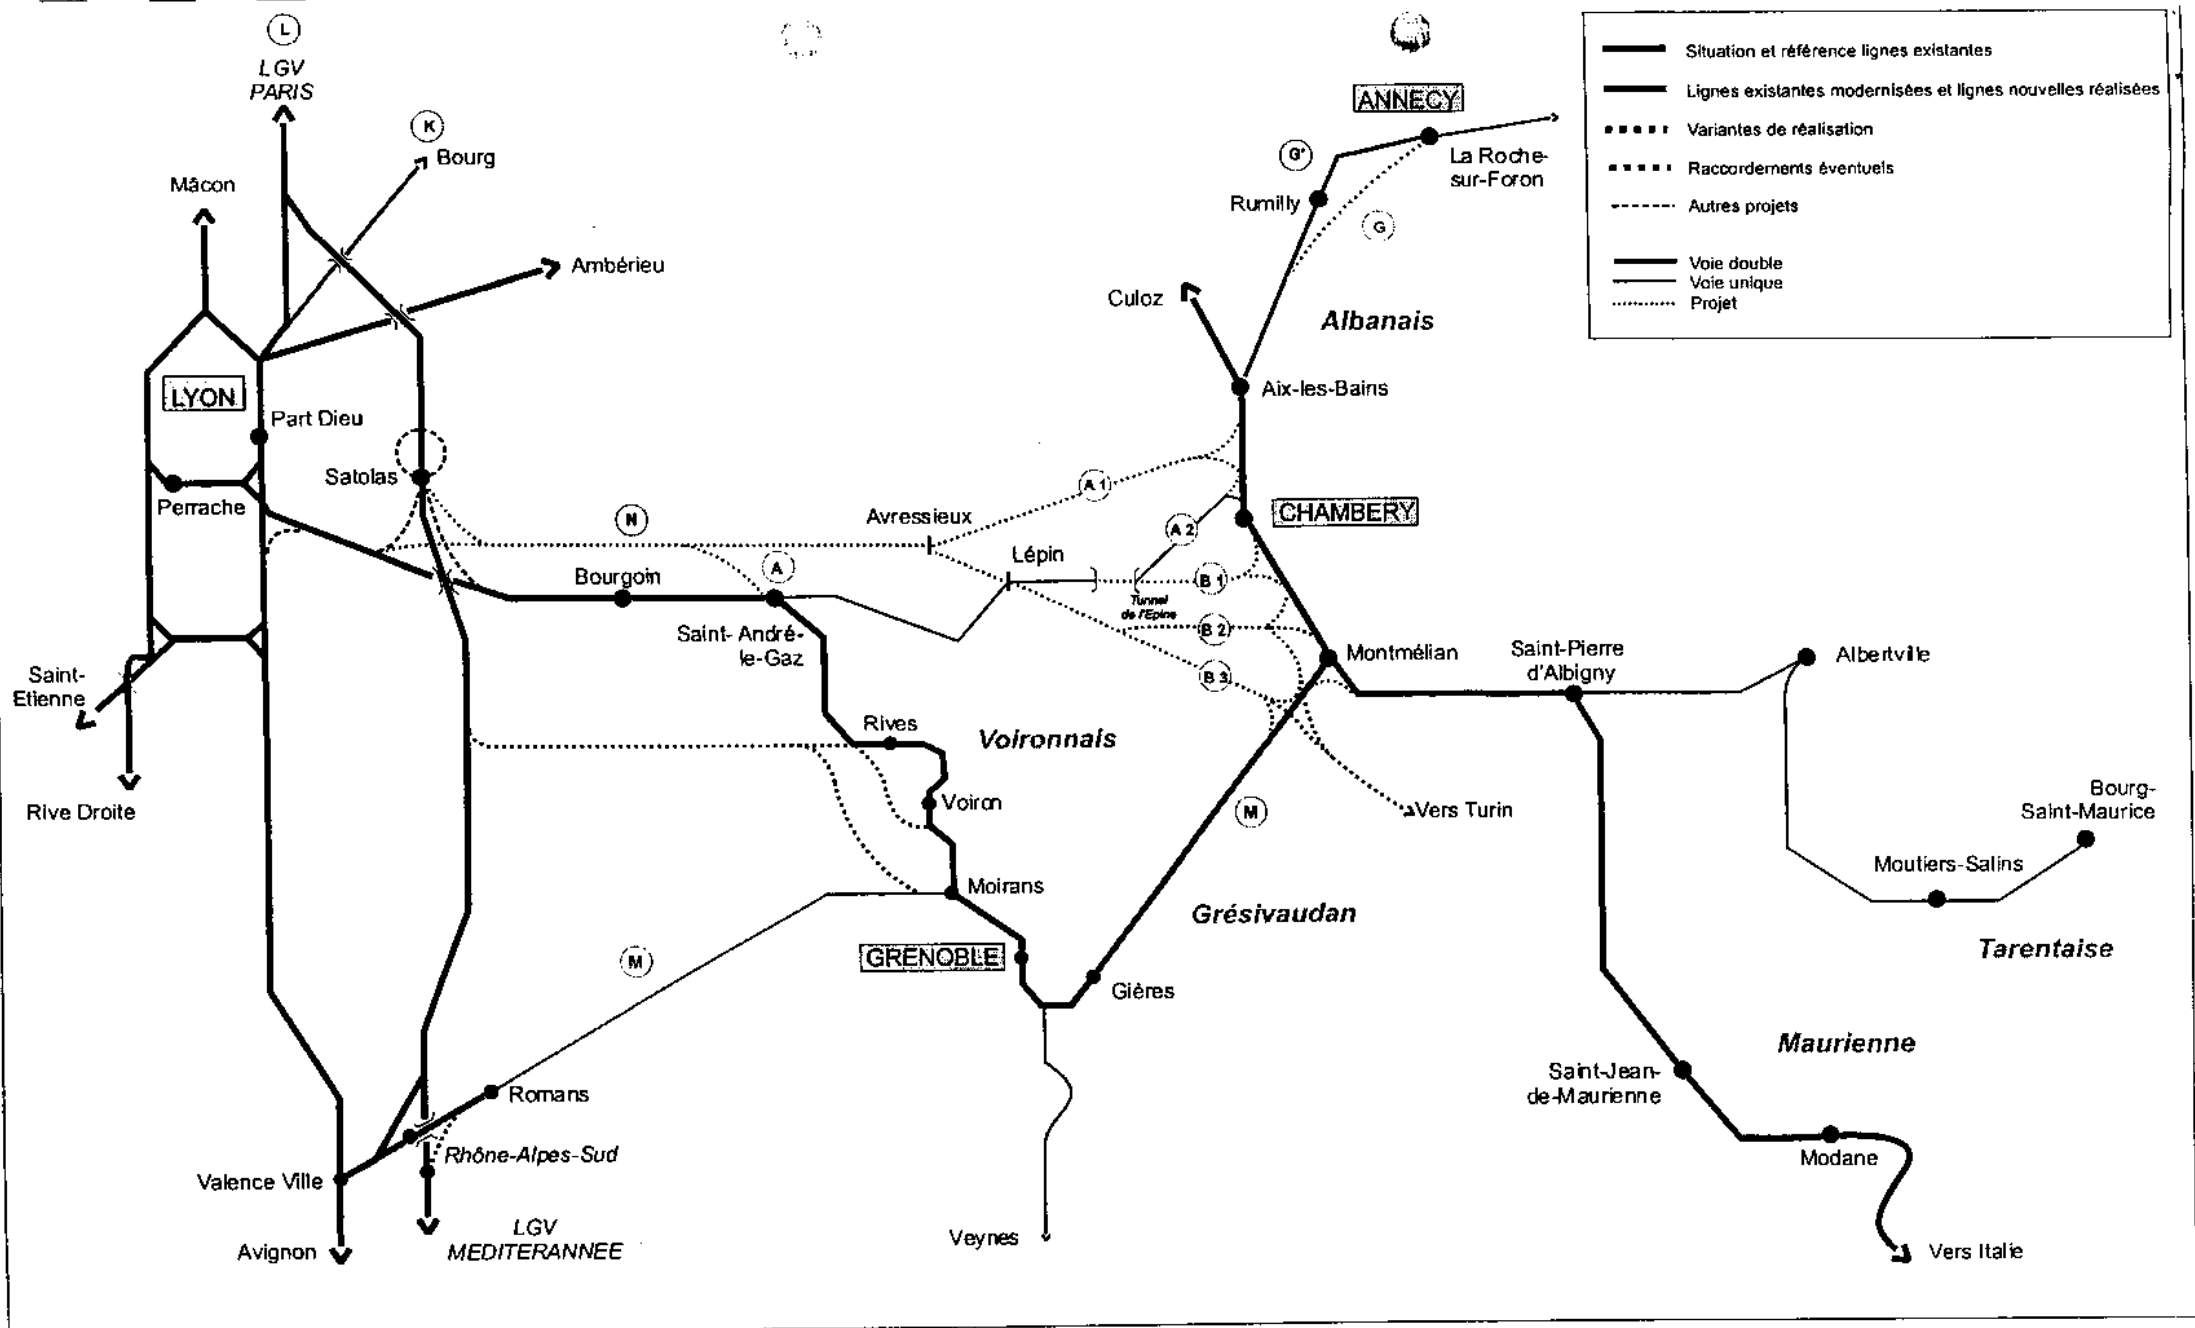 L
LGV
PARIS
K
Bourg
Mâcon
Ambérieu
LYON
Part Dieu
Satolas
Perrache
N
Avressieux
Lépin
A
Bourgoin
Saint-André-
le-Gaz
Saint-
Etienne
Rive Droite
Rives
Voiron
Voironnais
Moirans
M
GRENOBLE
Gières
Grésivaudan
M
Romans
Rhône-Alpes-Sud
Valence Ville
Avignon
LGV
MEDITERANNEE
Veynes
ANNECY
G'
La Roche-
sur-Foron
Rumilly
G
Culoz
Albanais
Aix-les-Bains
A 1
CHAMBERY
A 2
B 1
Tunnel
de l'Epine
B 2
B 3
Montmélian
Saint-Pierre
d'Albigny
Albertville
Vers Turin
Bourg-
Saint-Maurice
Moutiers-Salins
Tarentaise
Maurienne
Saint-Jean-
de-Maurienne
Modane
Vers Italie
Situation et référence lignes existantes
Lignes existantes modernisées et lignes nouvelles réalisées
Variantes de réalisation
Raccordements éventuels
Autres projets
Voie double
Voie unique
Projet